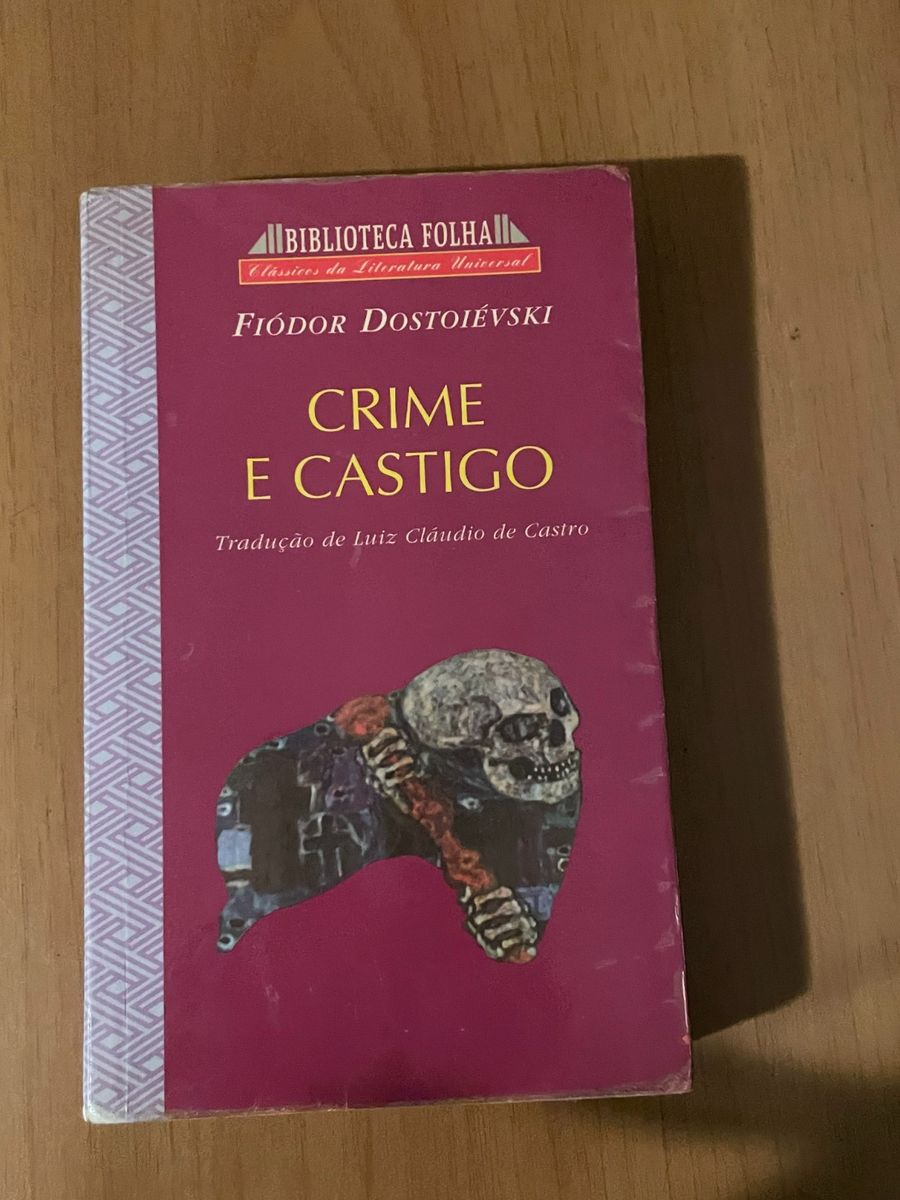 BIBLIOTECA FOLHA
Clássicos da Literatura Universal
FIÓDOR DOSTOIÉVSKI
CRIME
E CASTIGO
Tradução de Luiz Cláudio de Castro